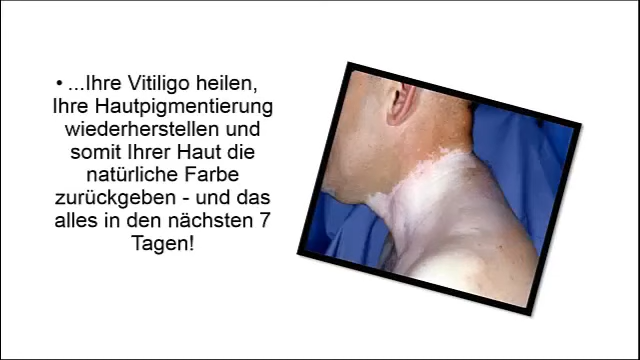 • ...Ihre Vitiligo heilen,
Ihre Hautpigmentierung
wiederherstellen und
somit Ihrer Haut die
natürliche Farbe
zurückgeben - und das
alles in den nächsten 7
Tagen!